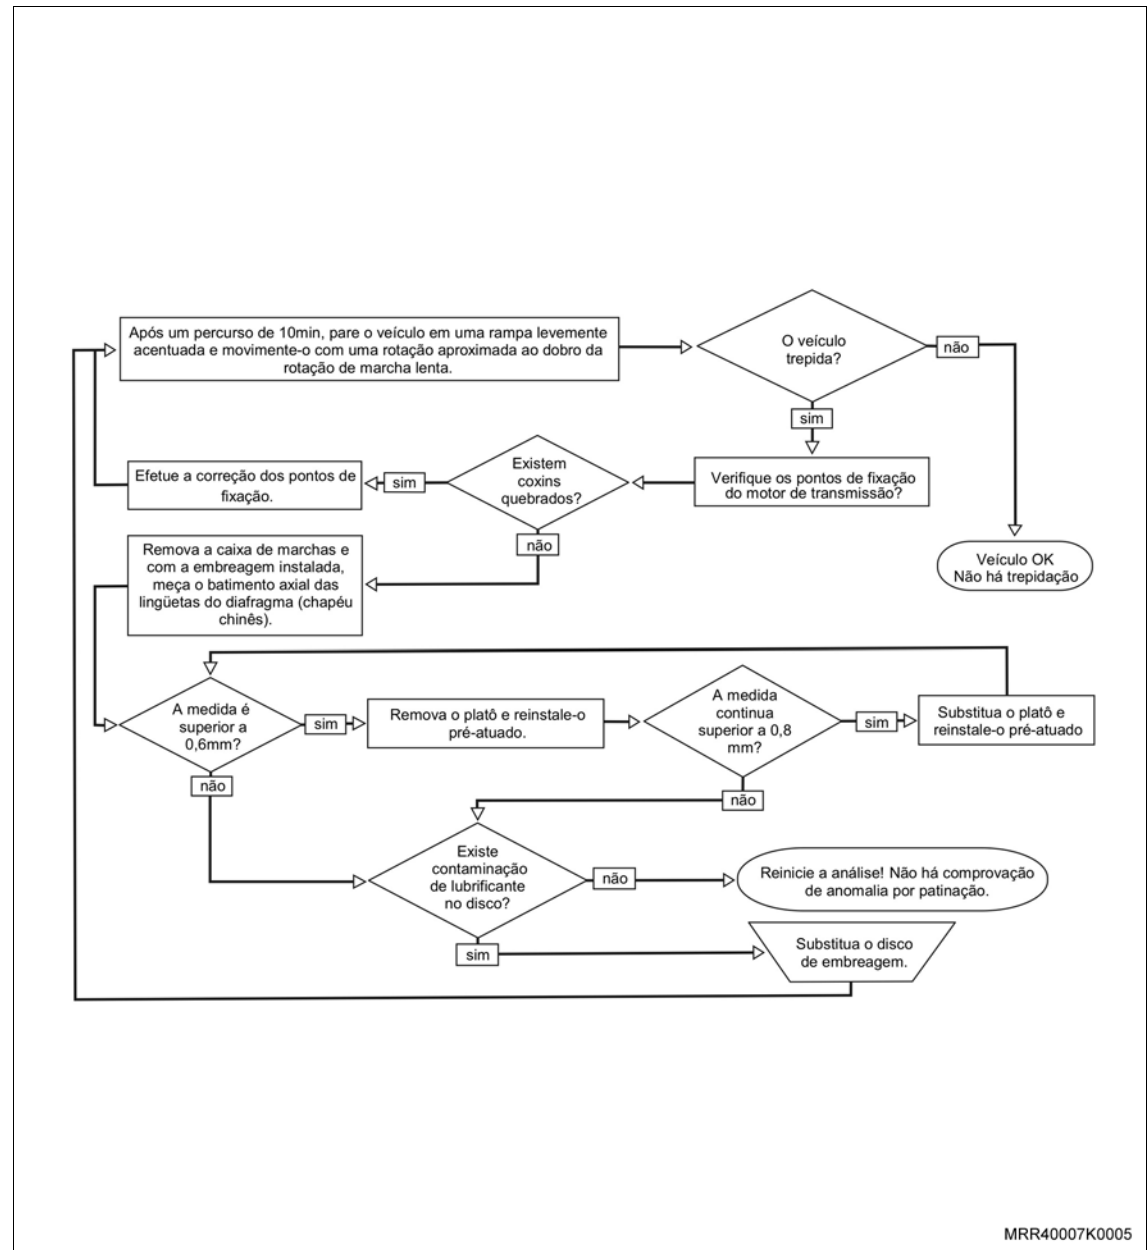 Após um percurso de 10min, pare o veículo em uma rampa levemente
acentuada e movimente-o com uma rotação aproximada ao dobro da
rotação de marcha lenta.
O veículo
trepida?
não
sim
Verifique os pontos de fixação
do motor de transmissão?
Existem
coxins
quebrados?
sim
Efetue a correção dos pontos de
fixação.
não
Remova a caixa de marchas e
com a embreagem instalada,
meça o batimento axial das
lingüetas do diafragma (chapéu
chinês).
Veículo OK
Não há trepidação
A medida é
superior a
0,6mm?
sim
Remova o platô e reinstale-o
pré-atuado.
A medida
continua
superior a 0,8
mm?
sim
Substitua o platô e
reinstale-o pré-atuado
não
não
Existe
contaminação
de lubrificante
no disco?
não
Reinicie a análise! Não há comprovação
de anomalia por patinação.
sim
Substitua o disco
de embreagem.
MRR40007K0005